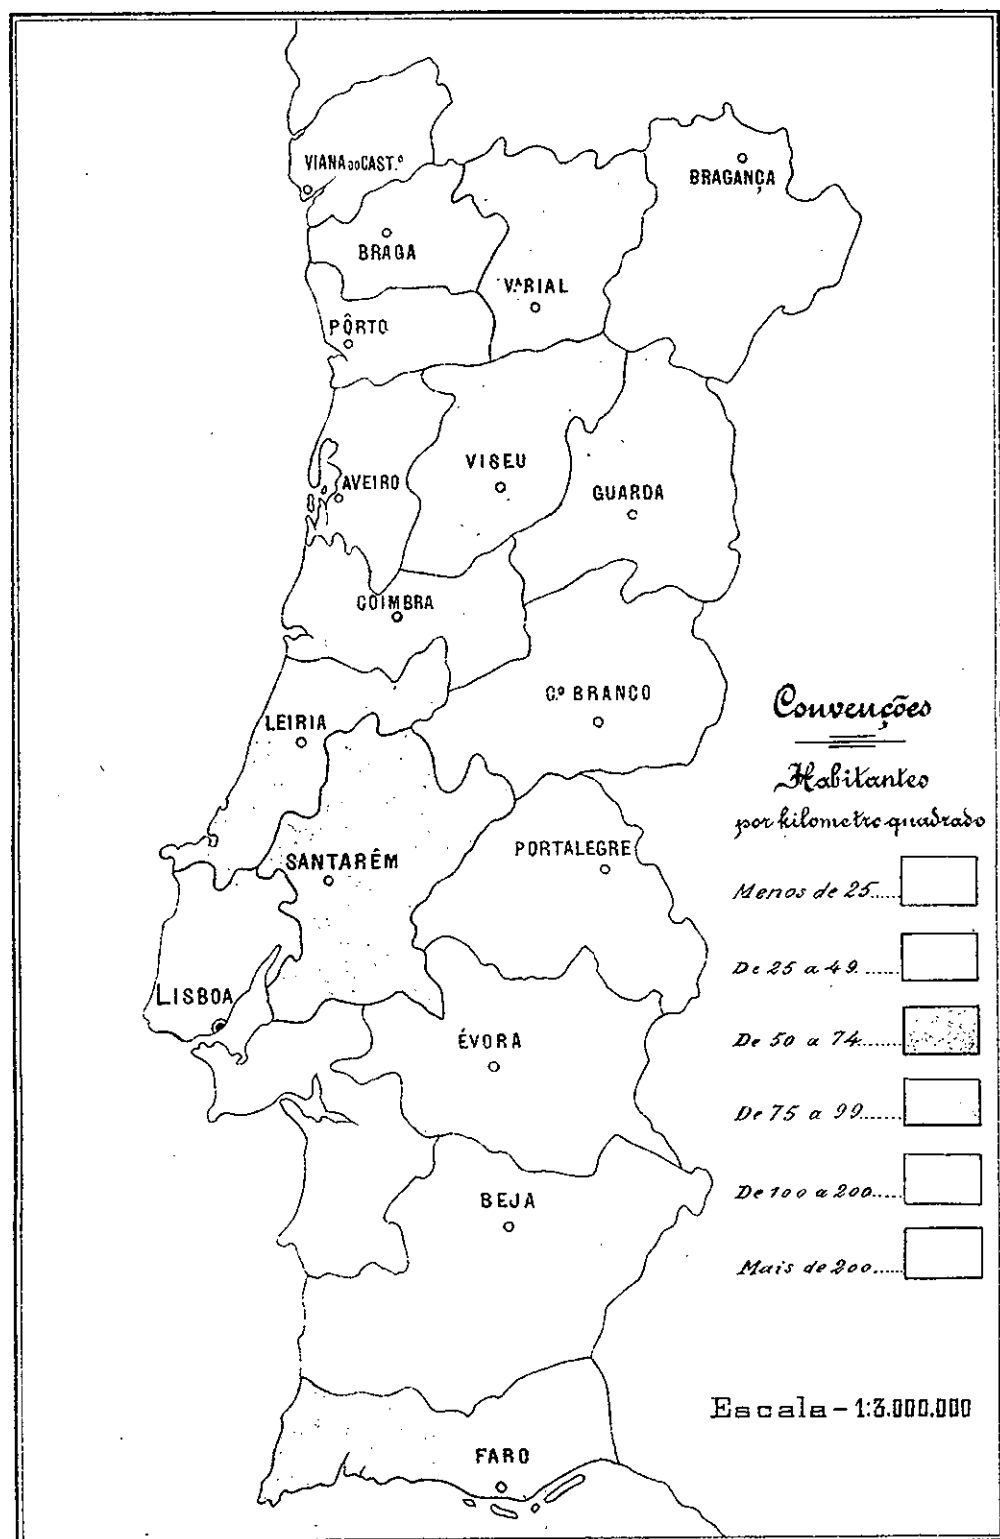 VIANA DO CAST.º
BRAGANÇA
BRAGA
V.ª RIAL
PÔRTO
VISEU
AVEIRO
GUARDA
COIMBRA
C.º BRANCO
LEIRIA
SANTARÊM
PORTALEGRE
LISBOA
ÉVORA
BEJA
FARO
Convenções
Habitantes
por kilometro quadrado
Menos de 25......
De 25 a 49......
De 50 a 74......
De 75 a 99......
De 100 a 200......
Mais de 200......
Escala - 1:3.000.000